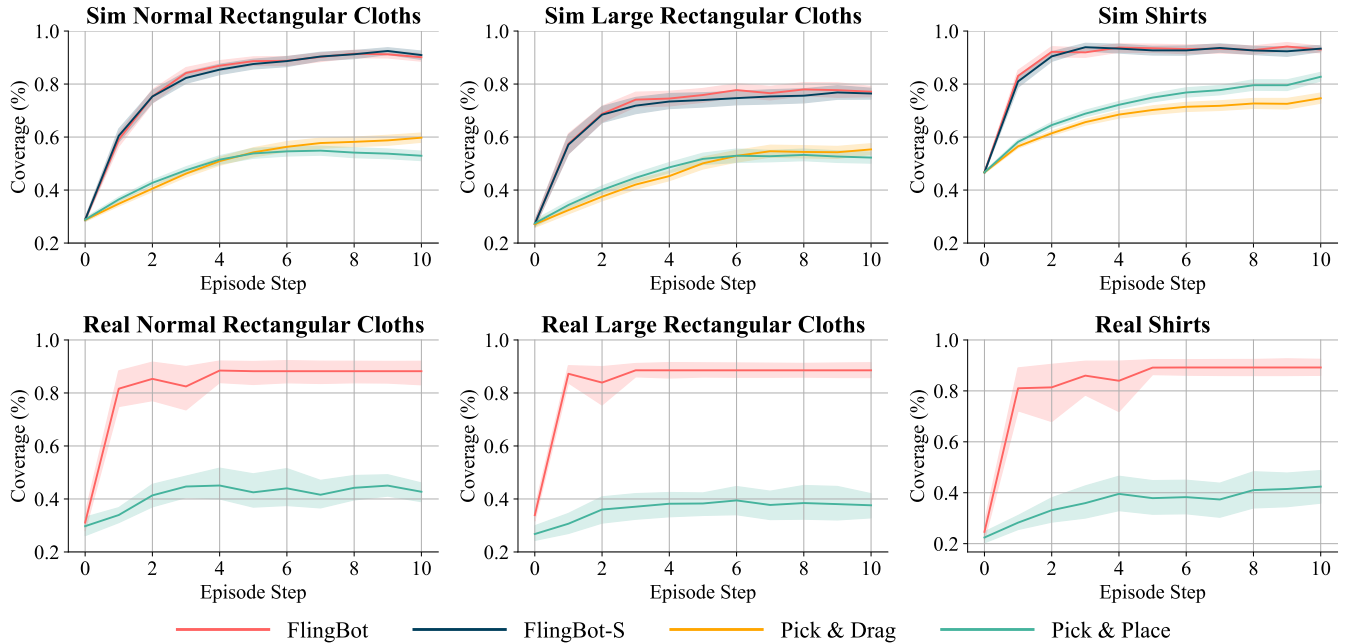 Sim Normal Rectangular Cloths
Coverage (%)
1.0
0.8
0.6
0.4
0.2
0 2 4 6 8 10
Episode Step
Sim Large Rectangular Cloths
Coverage (%)
1.0
0.8
0.6
0.4
0.2
0 2 4 6 8 10
Episode Step
Sim Shirts
Coverage (%)
1.0
0.8
0.6
0.4
0.2
0 2 4 6 8 10
Episode Step
Real Normal Rectangular Cloths
Coverage (%)
1.0
0.8
0.6
0.4
0.2
0 2 4 6 8 10
Episode Step
Real Large Rectangular Cloths
Coverage (%)
1.0
0.8
0.6
0.4
0.2
0 2 4 6 8 10
Episode Step
Real Shirts
Coverage (%)
1.0
0.8
0.6
0.4
0.2
0 2 4 6 8 10
Episode Step
FlingBot FlingBot-S Pick & Drag Pick & Place